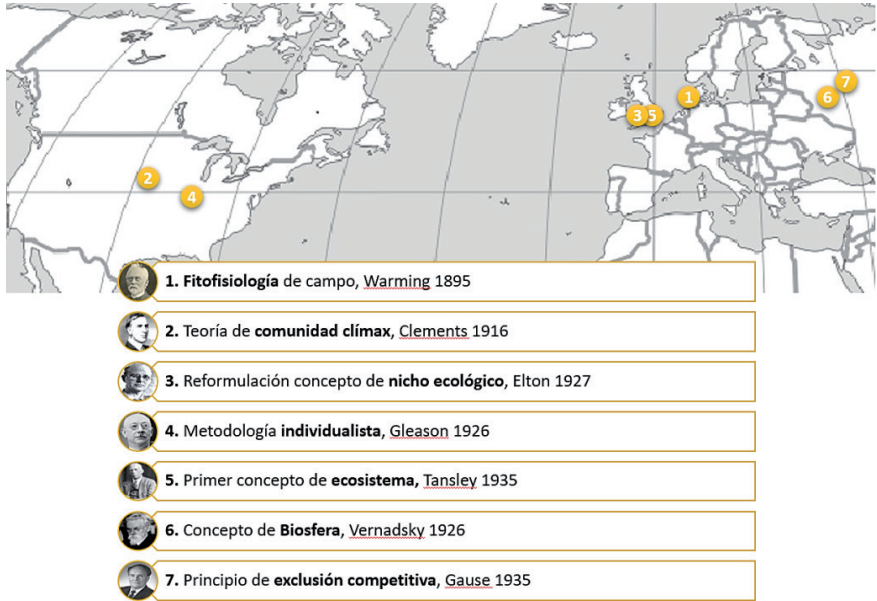 7
1
6
3
5
2
4
1. Fitofisiología de campo, Warming 1895
2. Teoría de comunidad clímax, Clements 1916
3. Reformulación concepto de nicho ecológico, Elton 1927
4. Metodología individualista, Gleason 1926
5. Primer concepto de ecosistema, Tansley 1935
6. Concepto de Biosfera, Vernadsky 1926
7. Principio de exclusión competitiva, Gause 1935